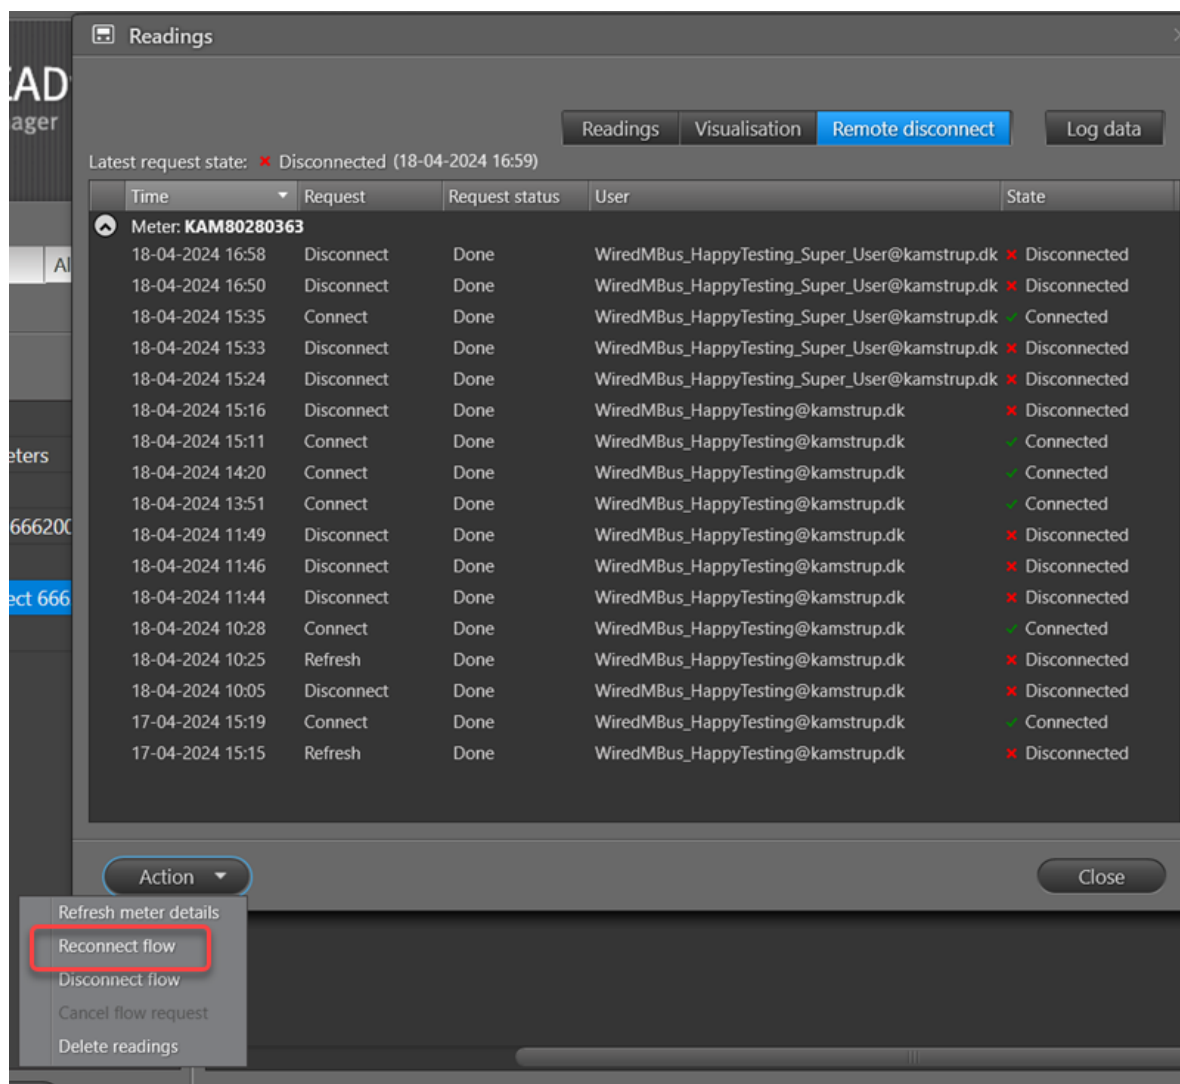 Readings
EAD
ager
Readings Visualisation Remote disconnect Log data
Latest request state: Disconnected (18-04-2024 16:59)
Time Request Request status User State
Meter: KAM80280363
Al
18-04-2024 16:58 Disconnect Done WiredMBus_HappyTesting_Super_User@kamstrup.dk Disconnected
18-04-2024 16:50 Disconnect Done WiredMBus_HappyTesting_Super_User@kamstrup.dk Disconnected
18-04-2024 15:35 Connect Done WiredMBus_HappyTesting_Super_User@kamstrup.dk Connected
18-04-2024 15:33 Disconnect Done WiredMBus_HappyTesting_Super_User@kamstrup.dk Disconnected
18-04-2024 15:24 Disconnect Done WiredMBus_HappyTesting_Super_User@kamstrup.dk Disconnected
18-04-2024 15:16 Disconnect Done WiredMBus_HappyTesting@kamstrup.dk Disconnected
18-04-2024 15:11 Connect Done WiredMBus_HappyTesting@kamstrup.dk Connected
eters
18-04-2024 14:20 Connect Done WiredMBus_HappyTesting@kamstrup.dk Connected
18-04-2024 13:51 Connect Done WiredMBus_HappyTesting@kamstrup.dk Connected
666200
18-04-2024 11:49 Disconnect Done WiredMBus_HappyTesting@kamstrup.dk Disconnected
18-04-2024 11:46 Disconnect Done WiredMBus_HappyTesting@kamstrup.dk Disconnected
ect 666
18-04-2024 11:44 Disconnect Done WiredMBus_HappyTesting@kamstrup.dk Disconnected
18-04-2024 10:28 Connect Done WiredMBus_HappyTesting@kamstrup.dk Connected
18-04-2024 10:25 Refresh Done WiredMBus_HappyTesting@kamstrup.dk Disconnected
18-04-2024 10:05 Disconnect Done WiredMBus_HappyTesting@kamstrup.dk Disconnected
17-04-2024 15:19 Connect Done WiredMBus_HappyTesting@kamstrup.dk Connected
17-04-2024 15:15 Refresh Done WiredMBus_HappyTesting@kamstrup.dk Disconnected
Action Close
Refresh meter details
Reconnect flow
Disconnect flow
Cancel flow request
Delete readings